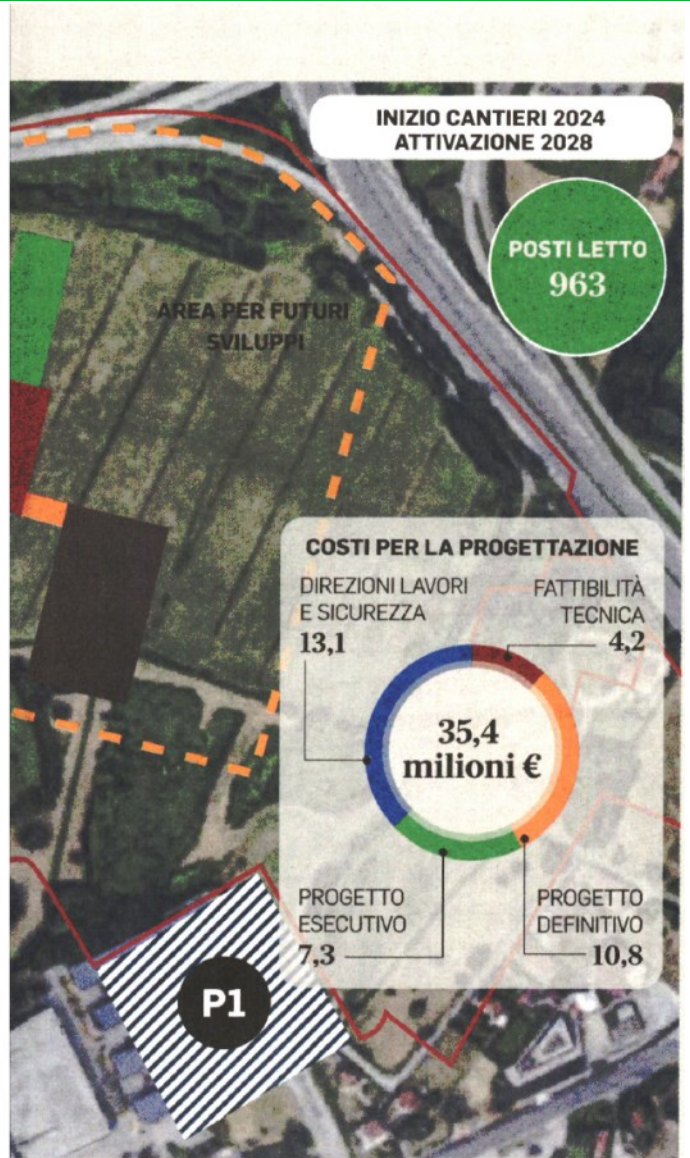 INIZIO CANTIERI 2024
ATTIVAZIONE 2028
POSTI LETTO
963
AREA PER FUTURI
SVILUPPI
COSTI PER LA PROGETTAZIONE
DIREZIONI LAVORI
E SICUREZZA
13,1
FATTIBILITÀ
TECNICA
4,2
35,4
milioni €
PROGETTO
ESECUTIVO
7,3
PROGETTO
DEFINITIVO
10,8
P1